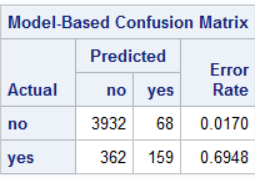 Model-Based Confusion Matrix
Predicted
Error
Actual no yes Rate
no 3932 68 0.0170
yes 362 159 0.6948